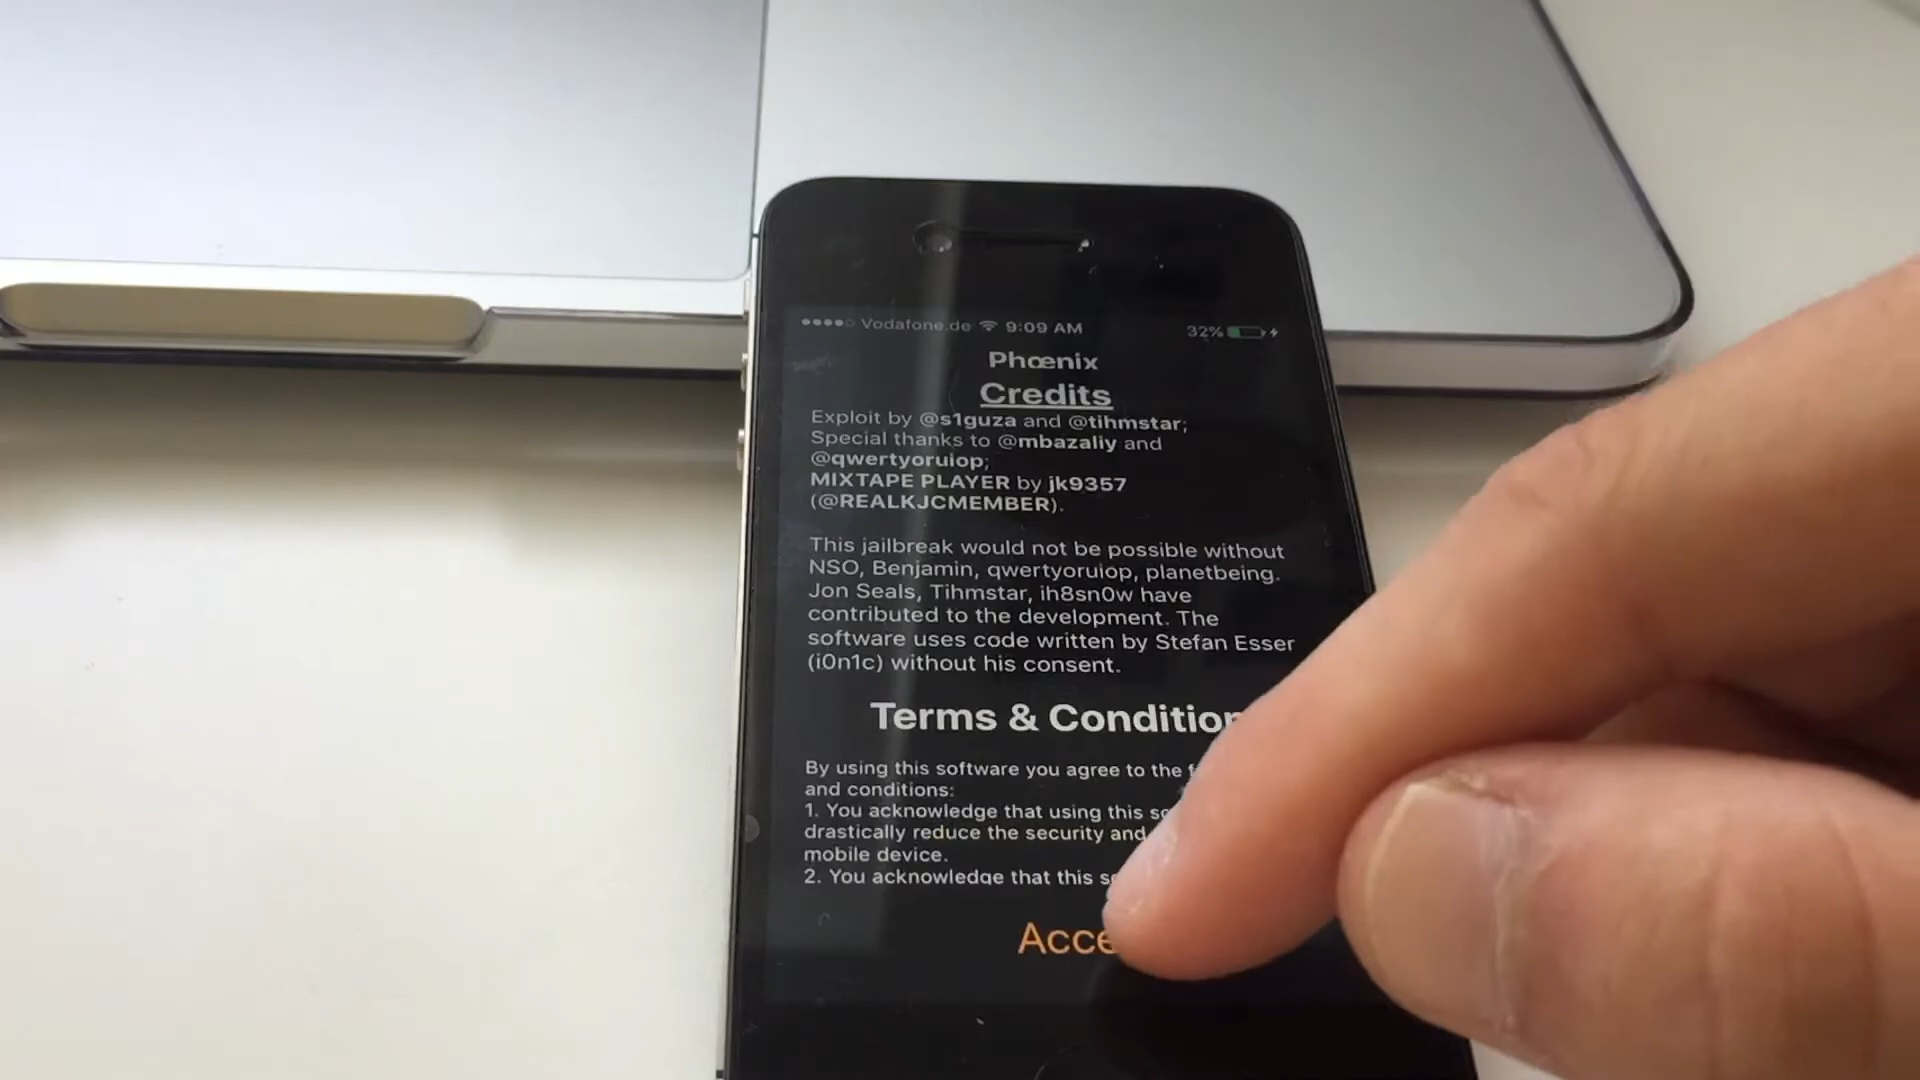 Vodafone.de 9:09 AM 32%
Phœnix
Credits
Exploit by @s1guza and @tihmstar;
Special thanks to @mbazaliy and
@qwertyoruiop;
MIXTAPE PLAYER by jk9357
(@REALKJCMEMBER).
This jailbreak would not be possible without
NSO, Benjamin, qwertyoruiop, planetbeing.
Jon Seals, Tihmstar, ih8sn0w have
contributed to the development. The
software uses code written by Stefan Esser
(i0n1c) without his consent.
Terms & Condition
By using this software you agree to the
and conditions:
1. You acknowledge that using this
drastically reduce the security and
mobile device.
2. You acknowledge that this
Acce